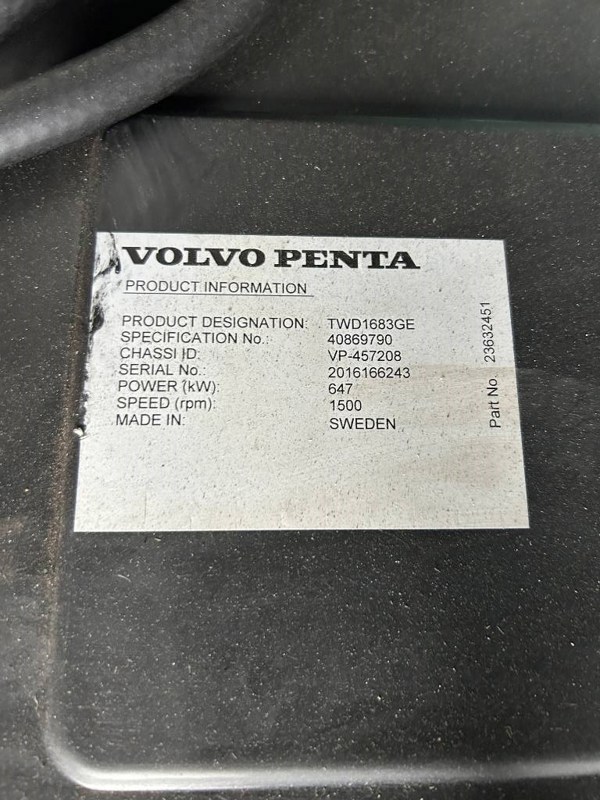 VOLVO PENTA
PRODUCT INFORMATION
PRODUCT DESIGNATION: TWD1683GE
SPECIFICATION No.: 40869790
CHASSI ID: VP-457208
SERIAL No.: 2016166243
POWER (kW): 647
SPEED (rpm): 1500
MADE IN: SWEDEN
Part No 23632451